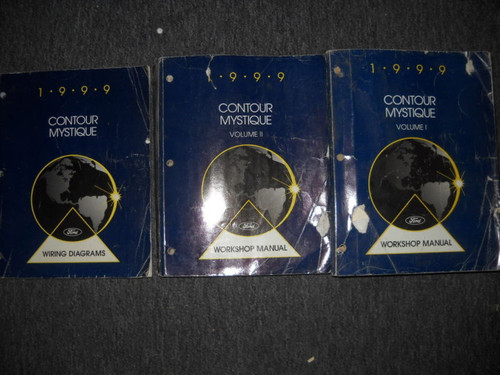 1·9·9·9
CONTOUR
MYSTIQUE
Ford
WIRING DIAGRAMS
1·9·9·9
CONTOUR
MYSTIQUE
VOLUME II
Ford
WORKSHOP MANUAL
1·9·9·9
CONTOUR
MYSTIQUE
VOLUME I
Ford
WORKSHOP MANUAL